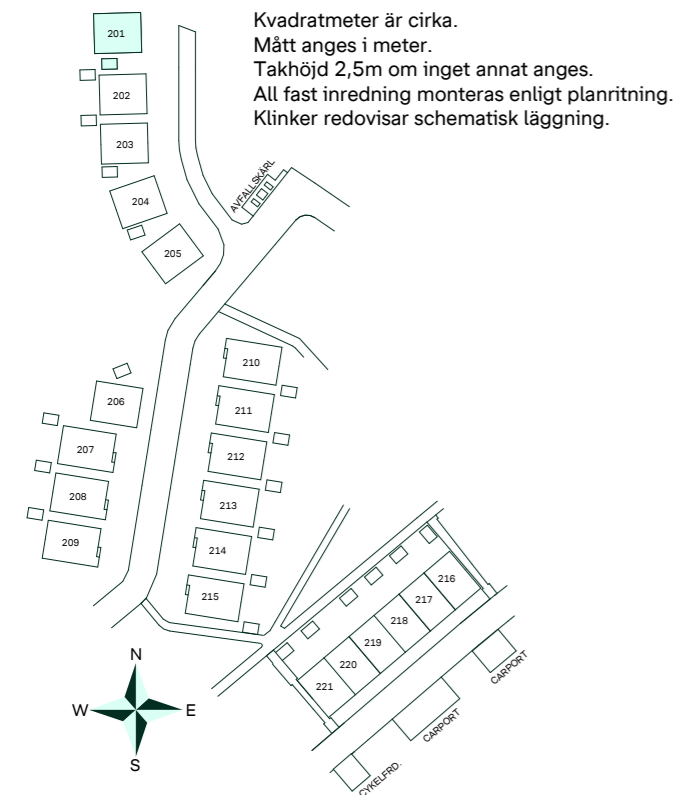 Kvadratmeter är cirka.
Mått anges i meter.
Takhöjd 2,5m om inget annat anges.
All fast inredning monteras enligt planritning.
Klinker redovisar schematisk läggning.
201
202
203
204
205
AVFALLSKÄRL
210
206
211
207
212
208
213
209
214
215
216
217
218
219
220
221
CARPORT
CARPORT
CYKELFRD.
N
W
E
S